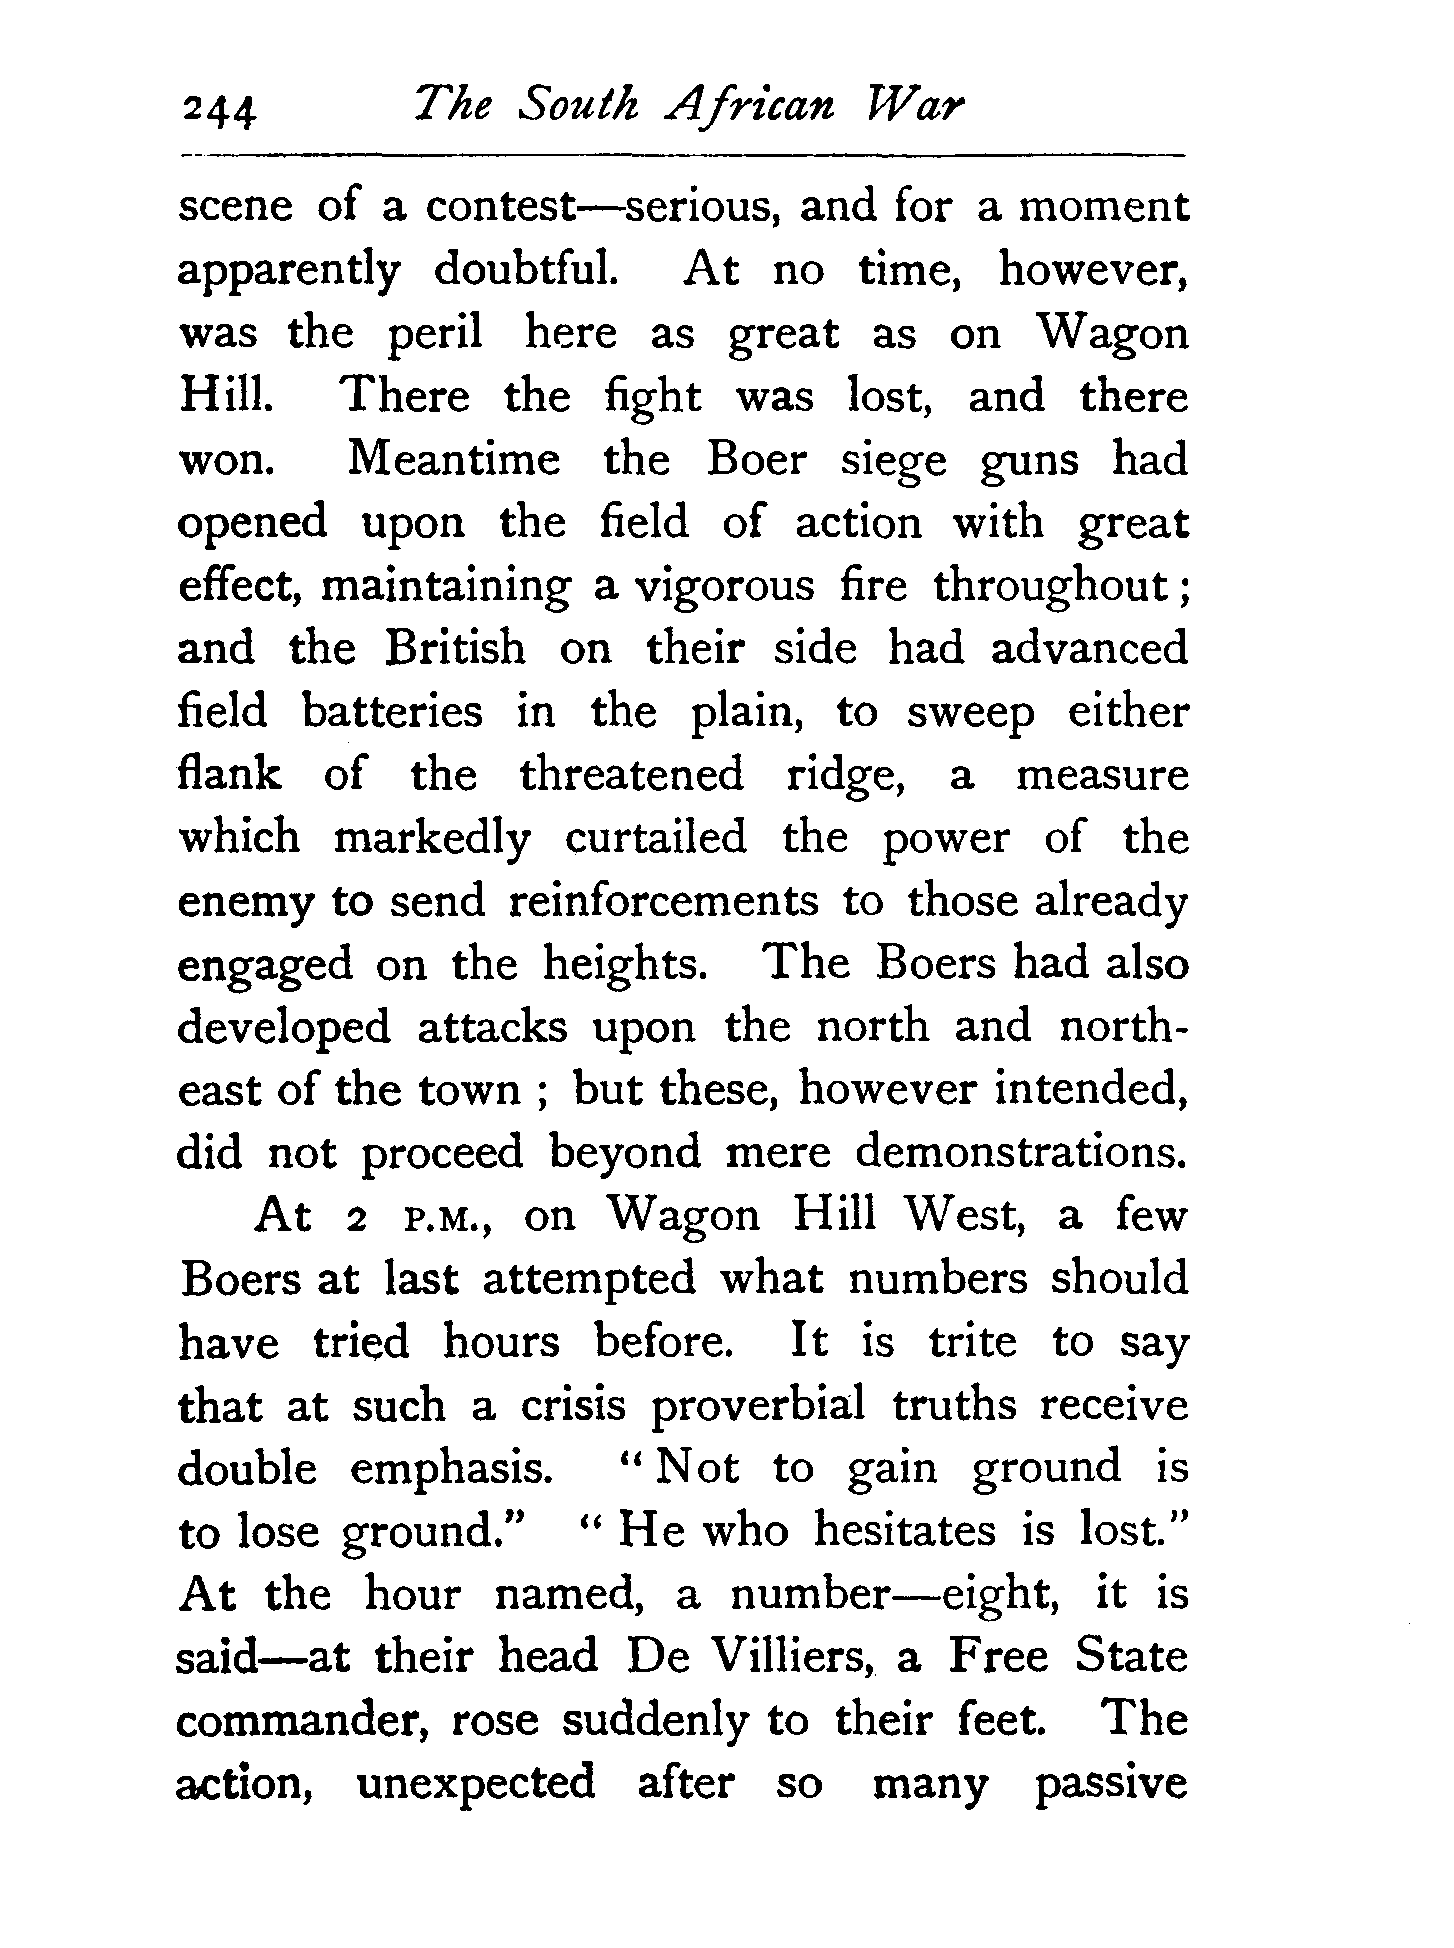 244 The South African War
scene of a contest—serious, and for a moment
apparently doubtful. At no time, however,
was the peril here as great as on Wagon
Hill. There the fight was lost, and there
won. Meantime the Boer siege guns had
opened upon the field of action with great
effect, maintaining a vigorous fire throughout ;
and the British on their side had advanced
field batteries in the plain, to sweep either
flank of the threatened ridge, a measure
which markedly curtailed the power of the
enemy to send reinforcements to those already
engaged on the heights. The Boers had also
developed attacks upon the north and north-
east of the town ; but these, however intended,
did not proceed beyond mere demonstrations.
At 2 P.M., on Wagon Hill West, a few
Boers at last attempted what numbers should
have tried hours before. It is trite to say
that at such a crisis proverbial truths receive
double emphasis. “ Not to gain ground is
to lose ground.” “ He who hesitates is lost.”
At the hour named, a number—eight, it is
said—at their head De Villiers, a Free State
commander, rose suddenly to their feet. The
action, unexpected after so many passive